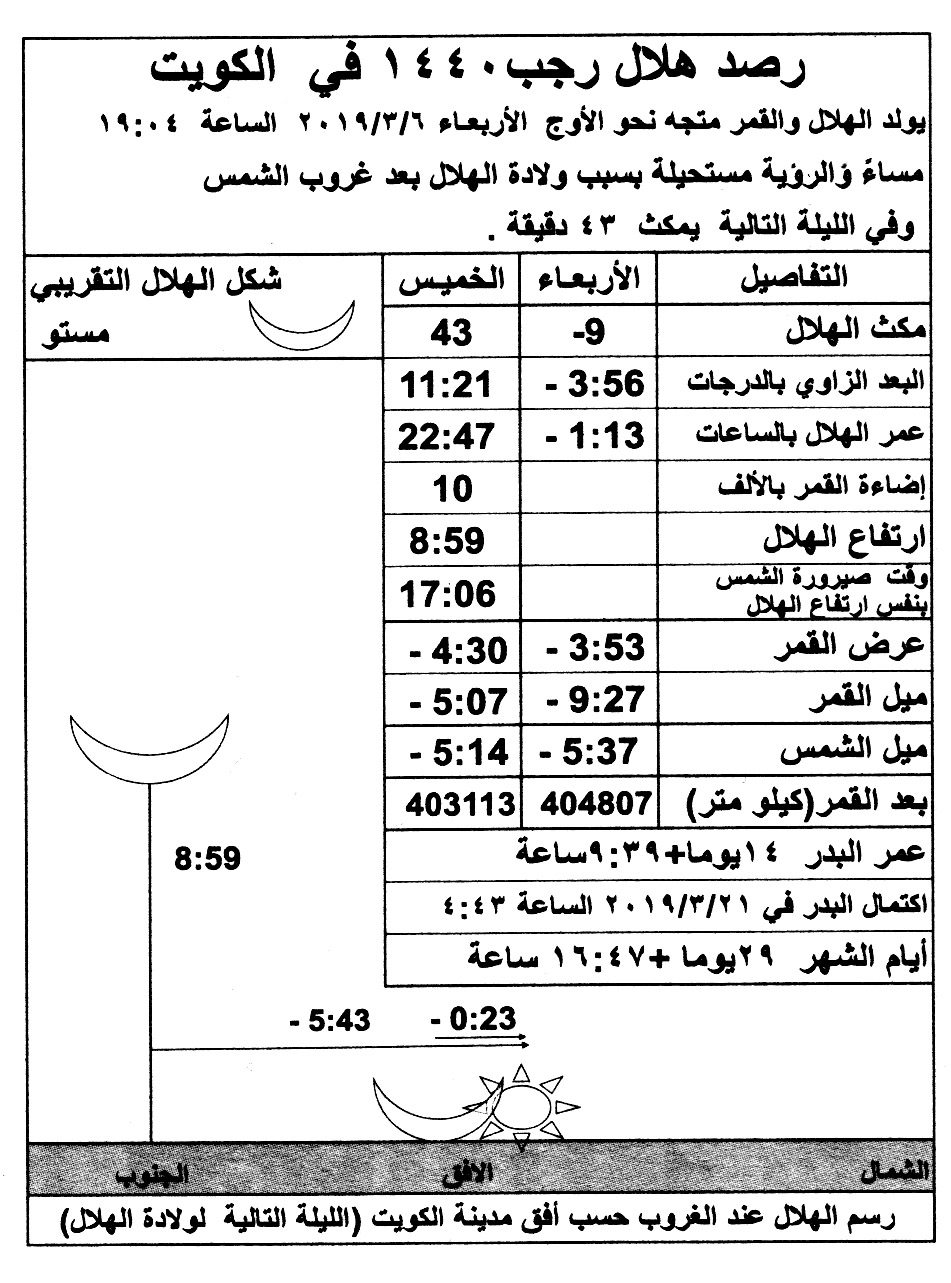 رصد هلال رجب ١٤٤٠ في الكويت
يولد الهلال والقمر متجه نحو الأوج الأربعاء ٢٠١٩/٣/٦ الساعة ١٩:٠٤
مساءً والرؤية مستحيلة بسبب ولادة الهلال بعد غروب الشمس
وفي الليلة التالية يمكث ٤٣ دقيقة .
التفاصيل الأربعاء الخميس شكل الهلال التقريبي
مكث الهلال 9- 43 مستو
البعد الزاوي بالدرجات - 3:56 11:21
عمر الهلال بالساعات - 1:13 22:47
إضاءة القمر بالألف 10
ارتفاع الهلال 8:59
وقت صيرورة الشمس
بنفس ارتفاع الهلال 17:06
عرض القمر - 3:53 - 4:30
ميل القمر - 9:27 - 5:07
ميل الشمس - 5:37 - 5:14
بعد القمر(كيلو متر) 404807 403113
عمر البدر ١٤يوما+٩:٣٩ساعة
8:59
اكتمال البدر في ٢٠١٩/٣/٢١ الساعة ٤:٤٣
أيام الشهر ٢٩يوما +١٦:٤٧ ساعة
- 0:23 - 5:43
الشمال الافق الجنوب
رسم الهلال عند الغروب حسب أفق مدينة الكويت (الليلة التالية لولادة الهلال)